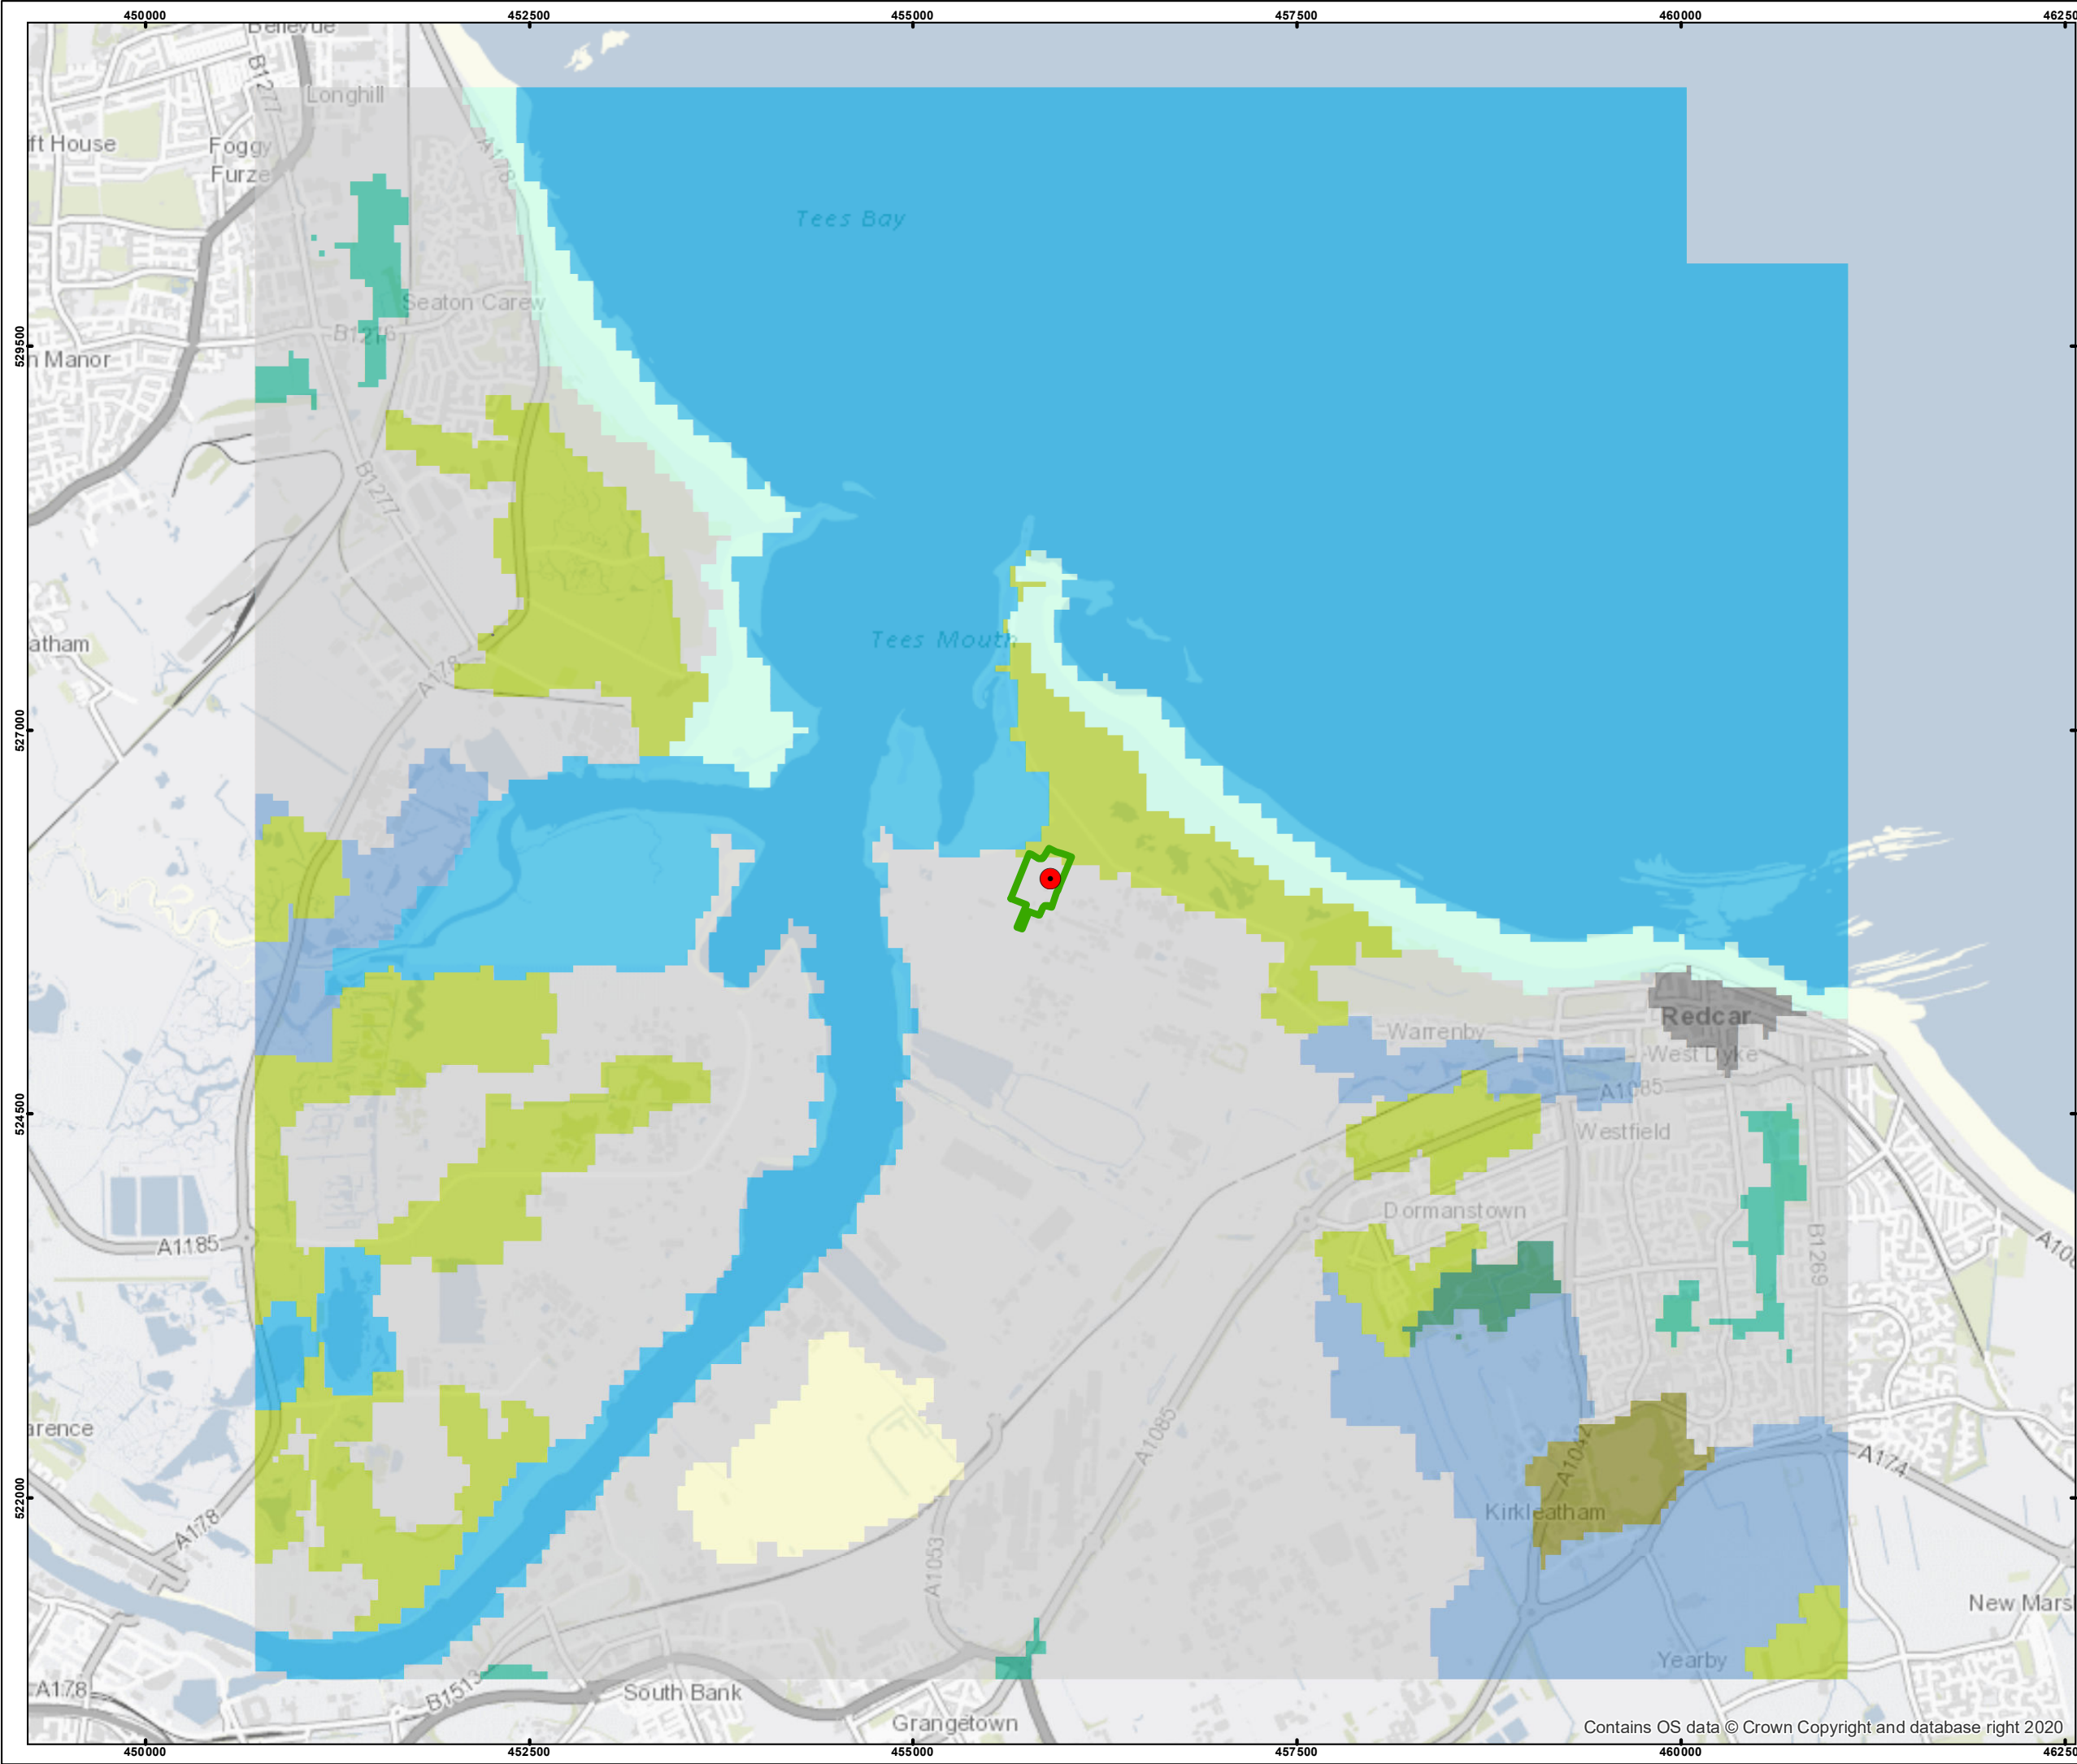 450000
452500
455000
457500
460000
46250
Bellevue
B1277
Longhill
ft House
Foggy
Furze
A178
Tees Bay
Seaton Carew
B1276
529500
n Manor
B1277
Tees Mouth
atham
A178
527000
Redcar
Warrenby
West Dyke
A1085
524500
Westfield
Dormanstown
B1269
A1185
A108
arence
A1085
A1042
A174
522000
Kirkleatham
A178
A1053
New Mars
Yearby
A178
B1513
South Bank
Grangetown
Contains OS data © Crown Copyright and database right 2020
450000
452500
455000
457500
460000
46250